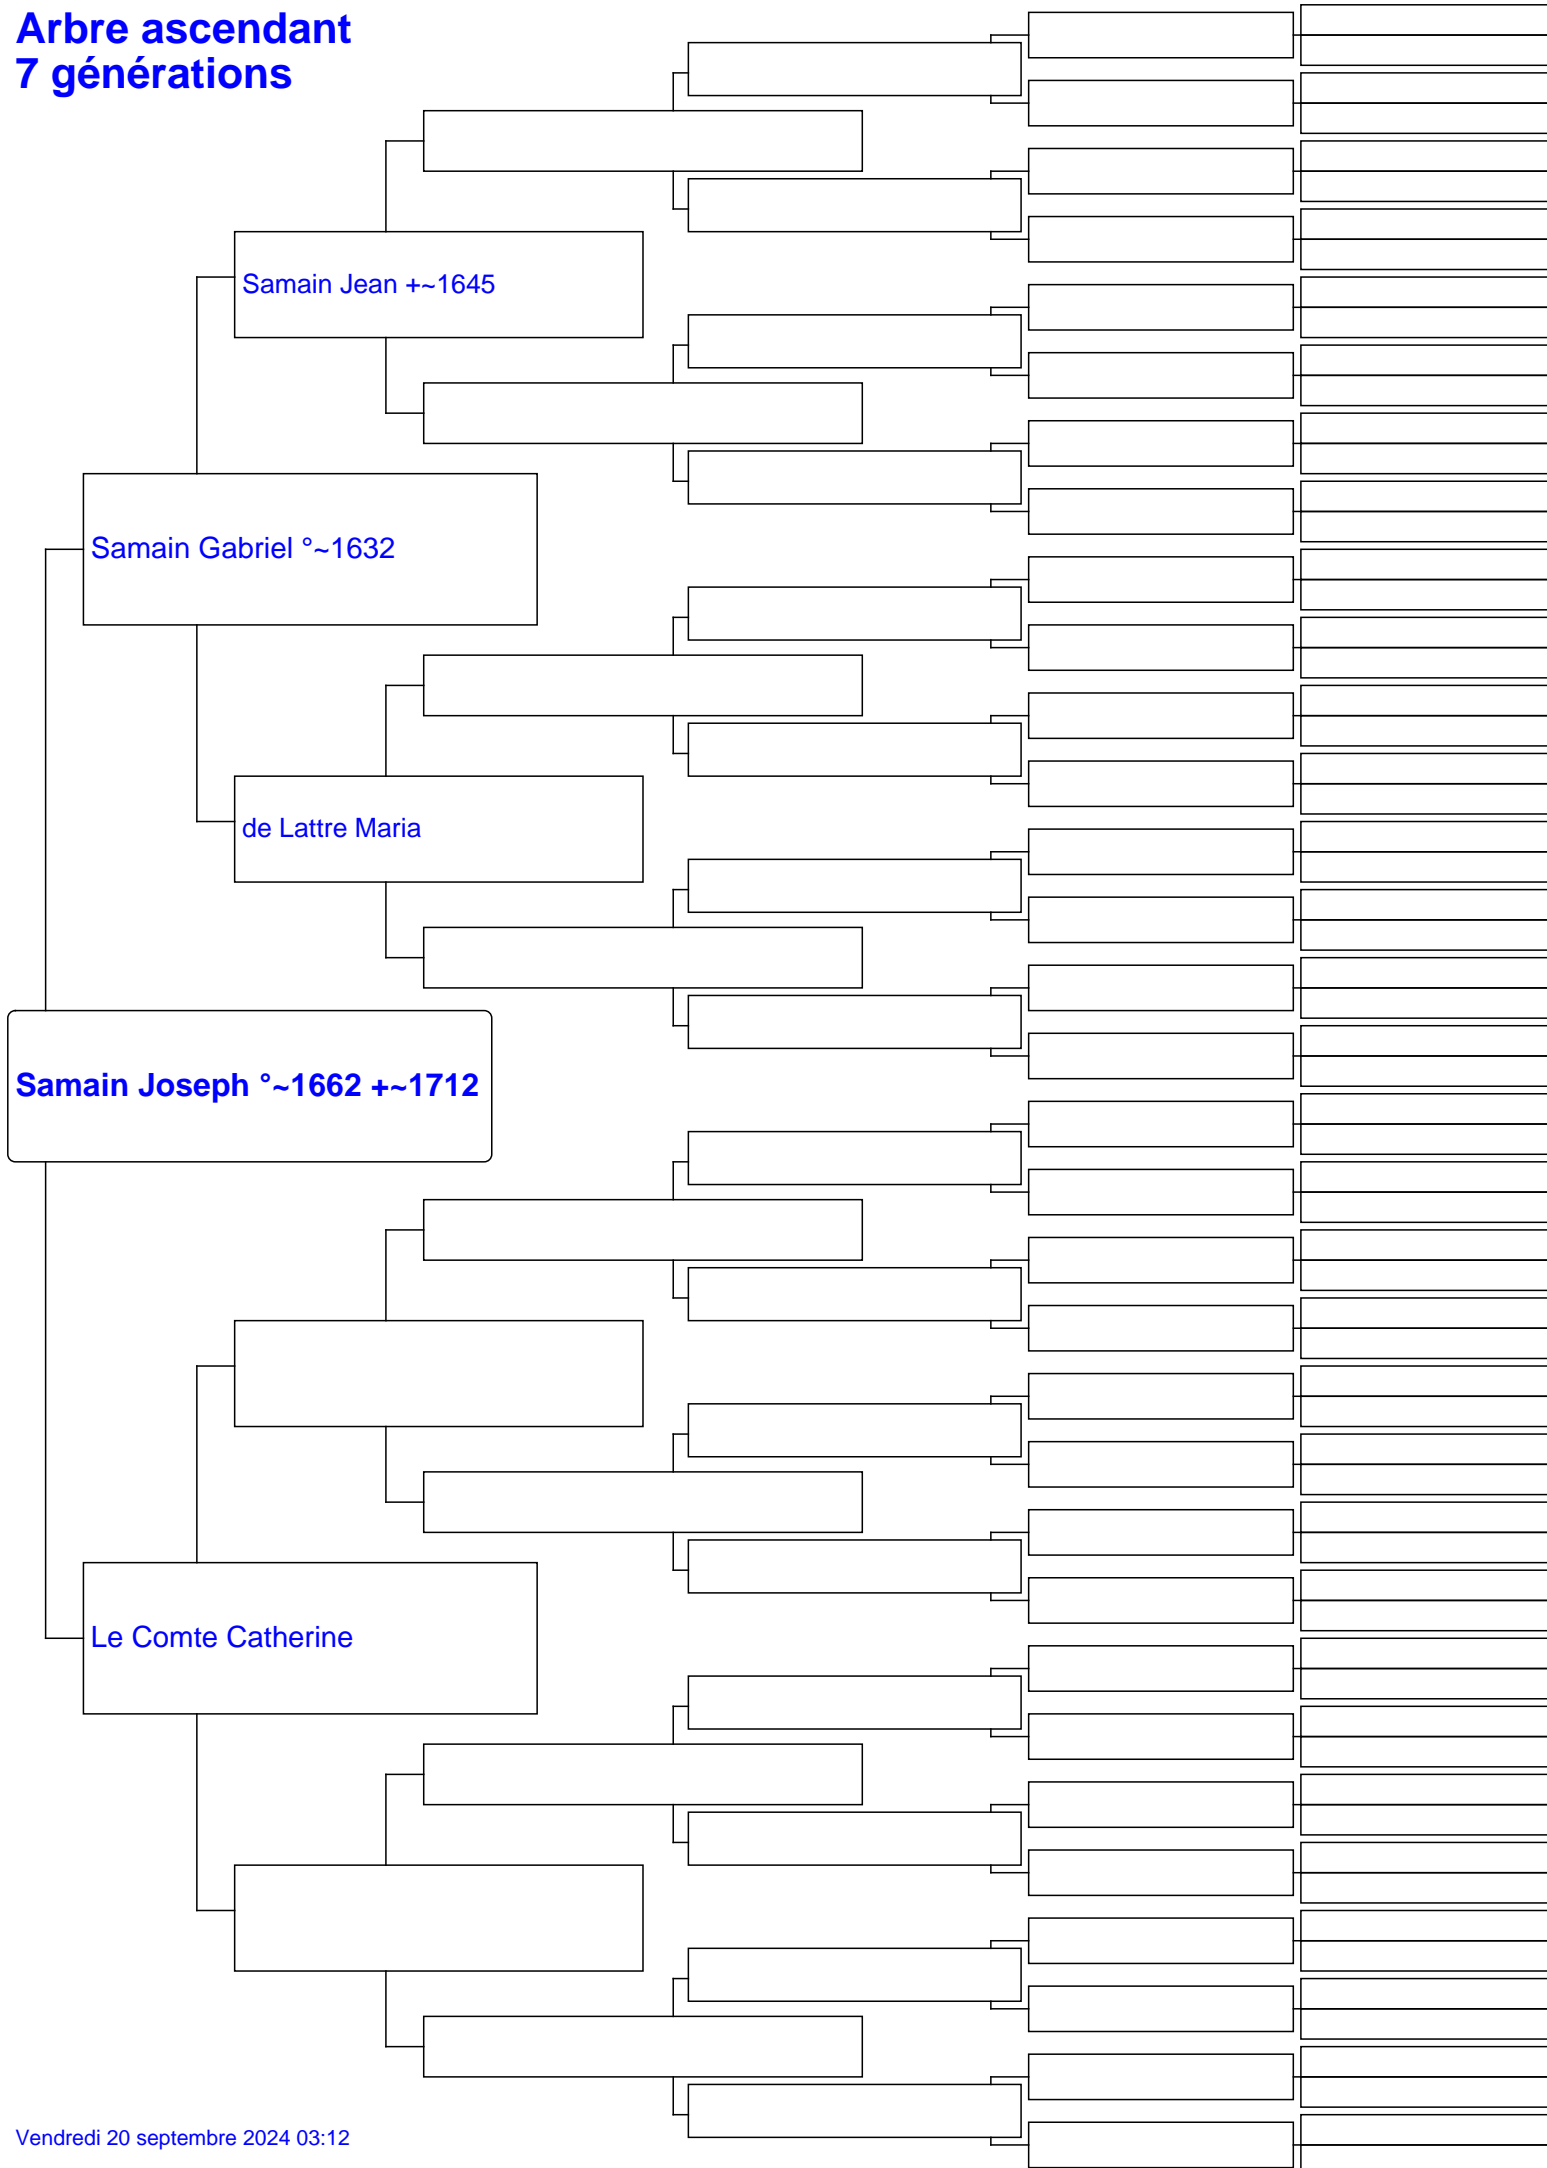 Arbre ascendant
7 générations
Samain Jean +~1645
Samain Gabriel °~1632
de Lattre Maria
Samain Joseph °~1662 +~1712
Le Comte Catherine
Vendredi 20 septembre 2024 03:12